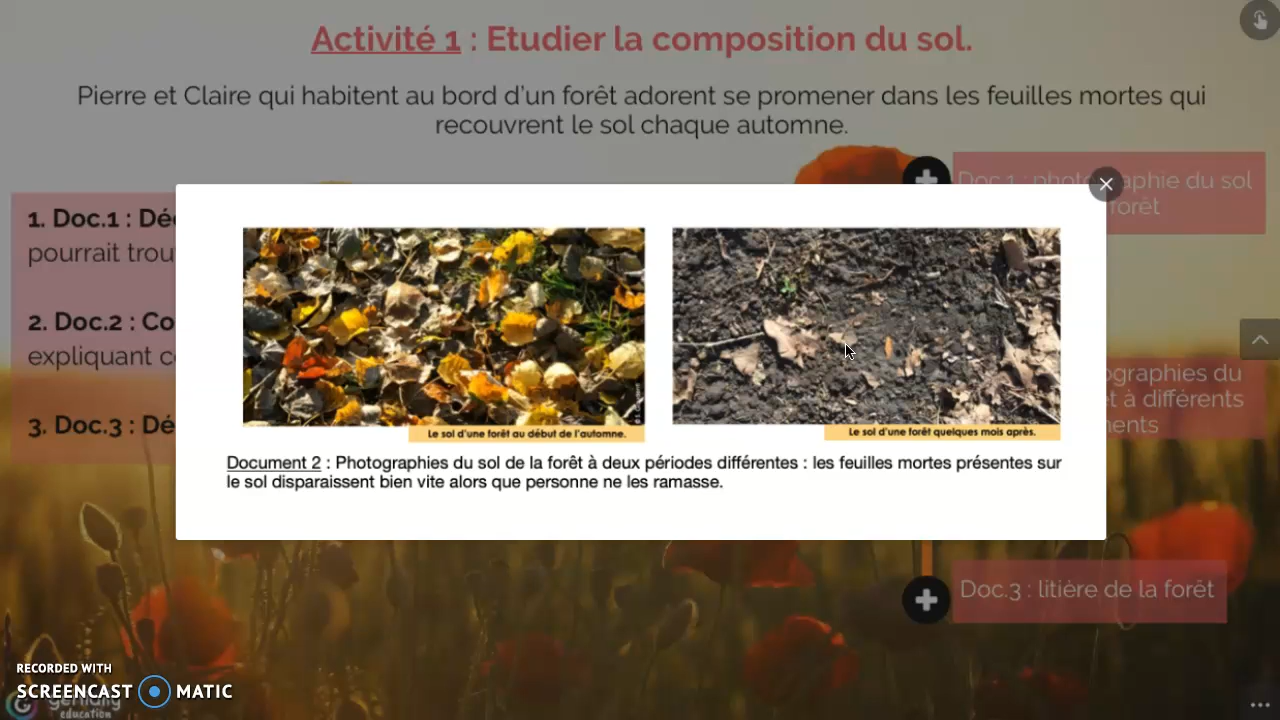 Activité 1 : Etudier la composition du sol.
Pierre et Claire qui habitent au bord d'un forêt adorent se promener dans les feuilles mortes qui
recouvrent le sol chaque automne.
Doc.1 : photographie du sol
forêt
1. Doc.1 : Dé
pourrait trou
2. Doc.2 : Co
expliquant c
3. Doc.3 : Dé
Le sol d'une forêt au début de l'automne.
Le sol d'une forêt quelques mois après.
Document 2 : Photographies du sol de la forêt à deux périodes différentes : les feuilles mortes présentes sur
le sol disparaissent bien vite alors que personne ne les ramasse.
ographies du
t à différents
ments
Doc.3 : litière de la forêt
RECORDED WITH
SCREENCAST MATIC
genially
education